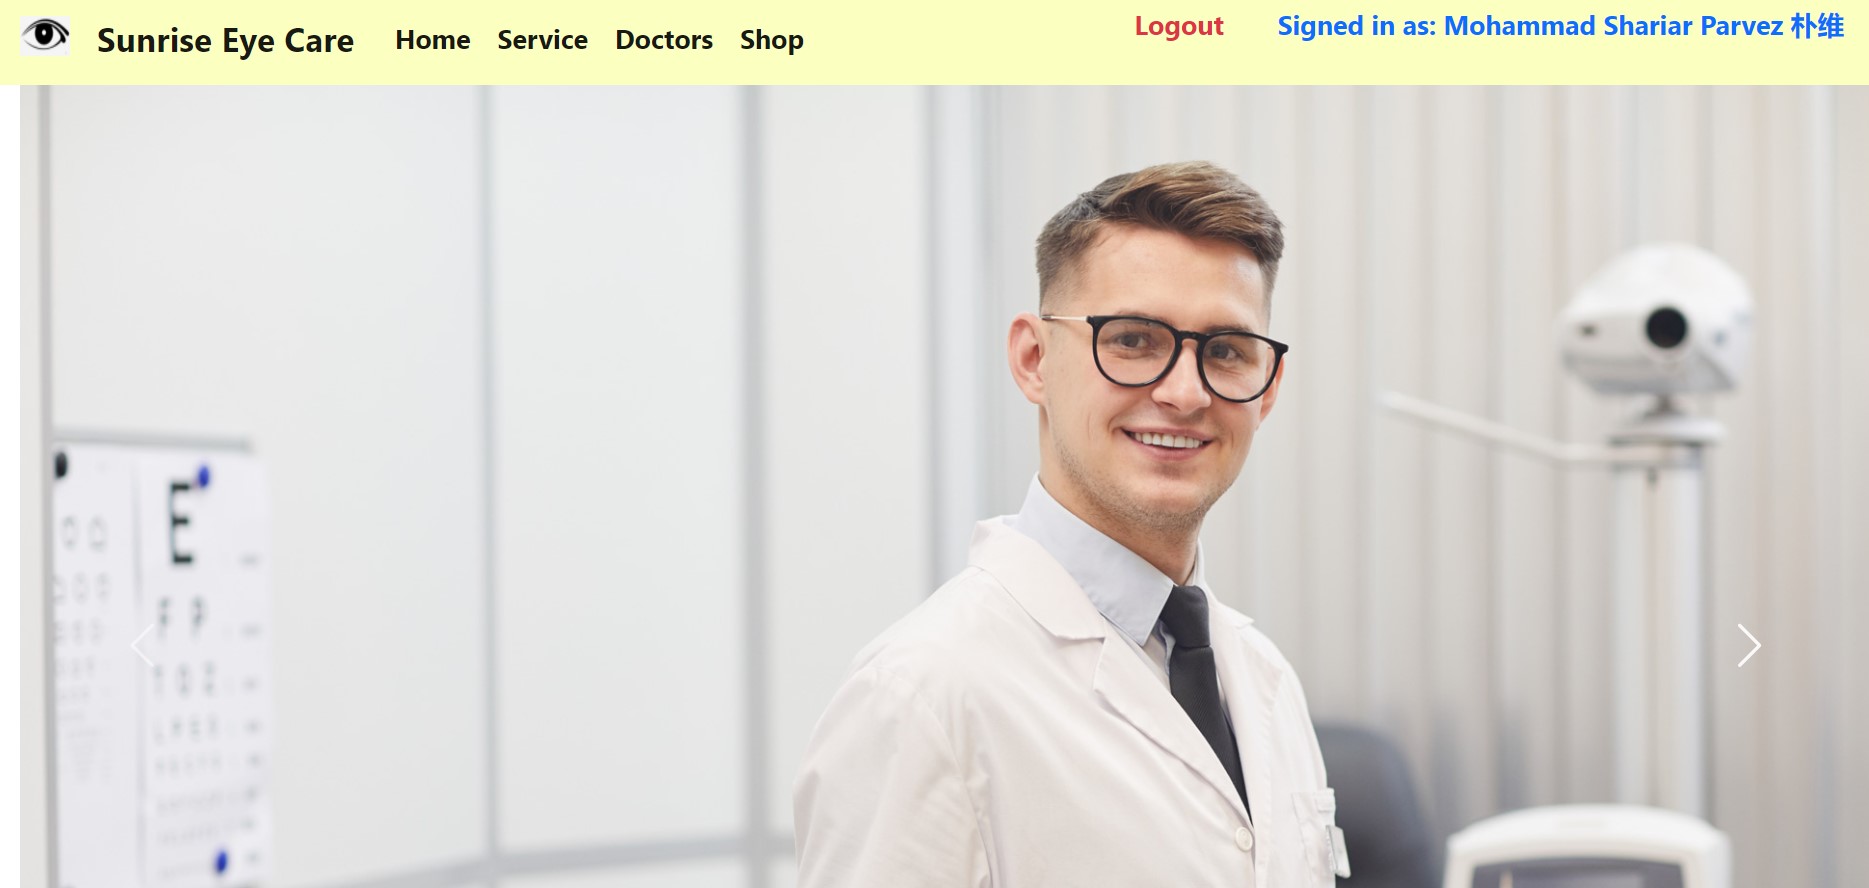 Sunrise Eye Care Home Service Doctors Shop Logout Signed in as: Mohammad Shariar Parvez 朴维
E
F P